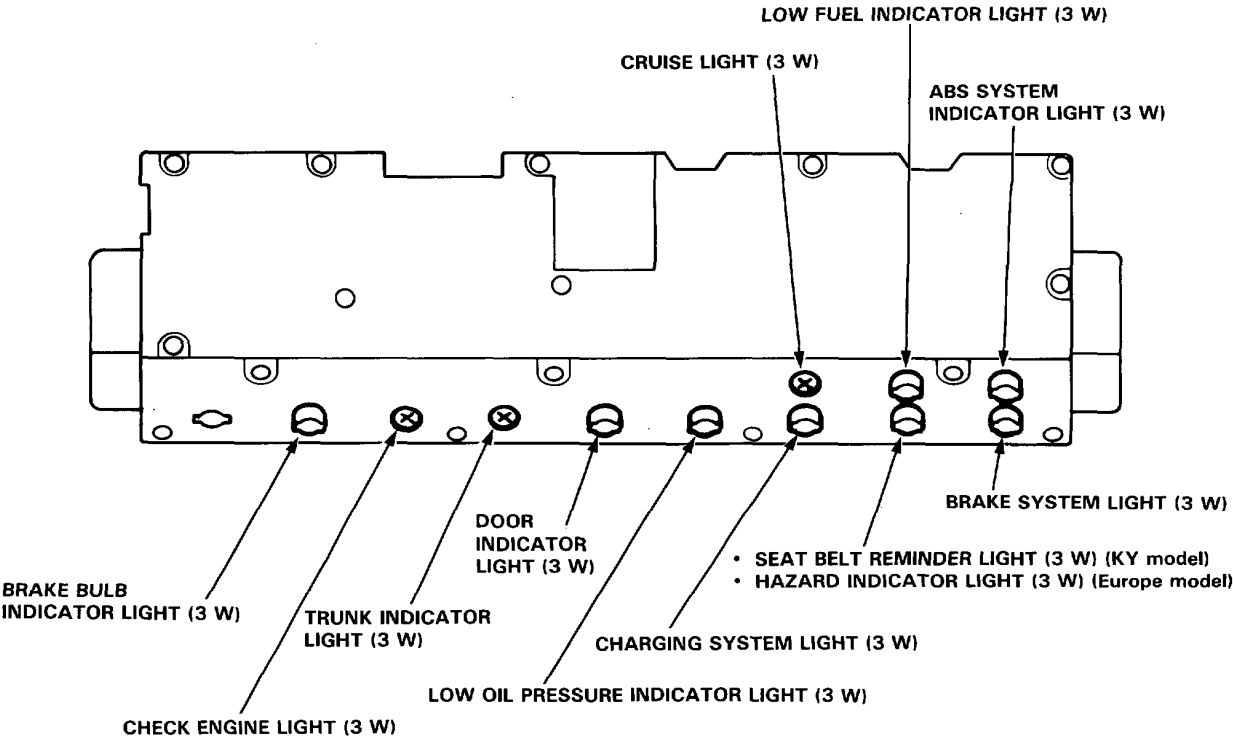 LOW FUEL INDICATOR LIGHT (3 W)
CRUISE LIGHT (3 W)
ABS SYSTEM
INDICATOR LIGHT (3 W)
BRAKE SYSTEM LIGHT (3 W)
DOOR
INDICATOR
LIGHT (3 W)
• SEAT BELT REMINDER LIGHT (3 W) (KY model)
• HAZARD INDICATOR LIGHT (3 W) (Europe model)
BRAKE BULB
INDICATOR LIGHT (3 W)
TRUNK INDICATOR
LIGHT (3 W)
CHARGING SYSTEM LIGHT (3 W)
LOW OIL PRESSURE INDICATOR LIGHT (3 W)
CHECK ENGINE LIGHT (3 W)